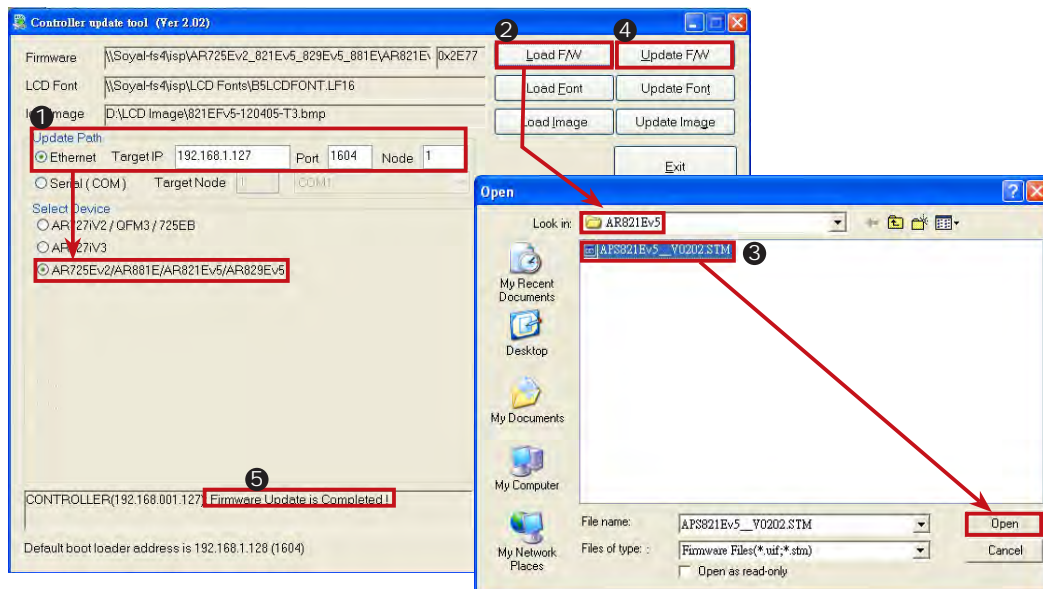 Controller update tool (Ver 2.02)
Firmware \\Soyal-fs4\isp\AR725Ev2_821Ev5_829Ev5_881E\AR821E\ 0x2E77
2
Load F/W
4
Update F/W
LCD Font \\Soyal-fs4\isp\LCD Fonts\B5LCDFONT.LF16
Load Font
Update Font
D:\LCD Image\821EFv5-120405-T3.bmp
Load Image
Update Image
1
Update Path
Ethernet Target IP 192.168.1.127 Port 1604 Node 1
Exit
Serial ( COM ) Target Node COM1
Select Device
AR727iV2 / QFM3 / 725EB
AR727iV3
AR725Ev2/AR881E/AR821Ev5/AR829Ev5
5
CONTROLLER(192.168.001.127) Firmware Update is Completed !
Default boot loader address is 192.168.1.128 (1604)
Open
Look in: AR821Ev5
APS821Ev5__V0202.STM
3
My Recent
Documents
Desktop
My Documents
My Computer
My Network
Places
File name: APS821Ev5__V0202.STM
Open
Files of type: : Firmware Files(*.uif;*.stm)
Cancel
Open as read-only